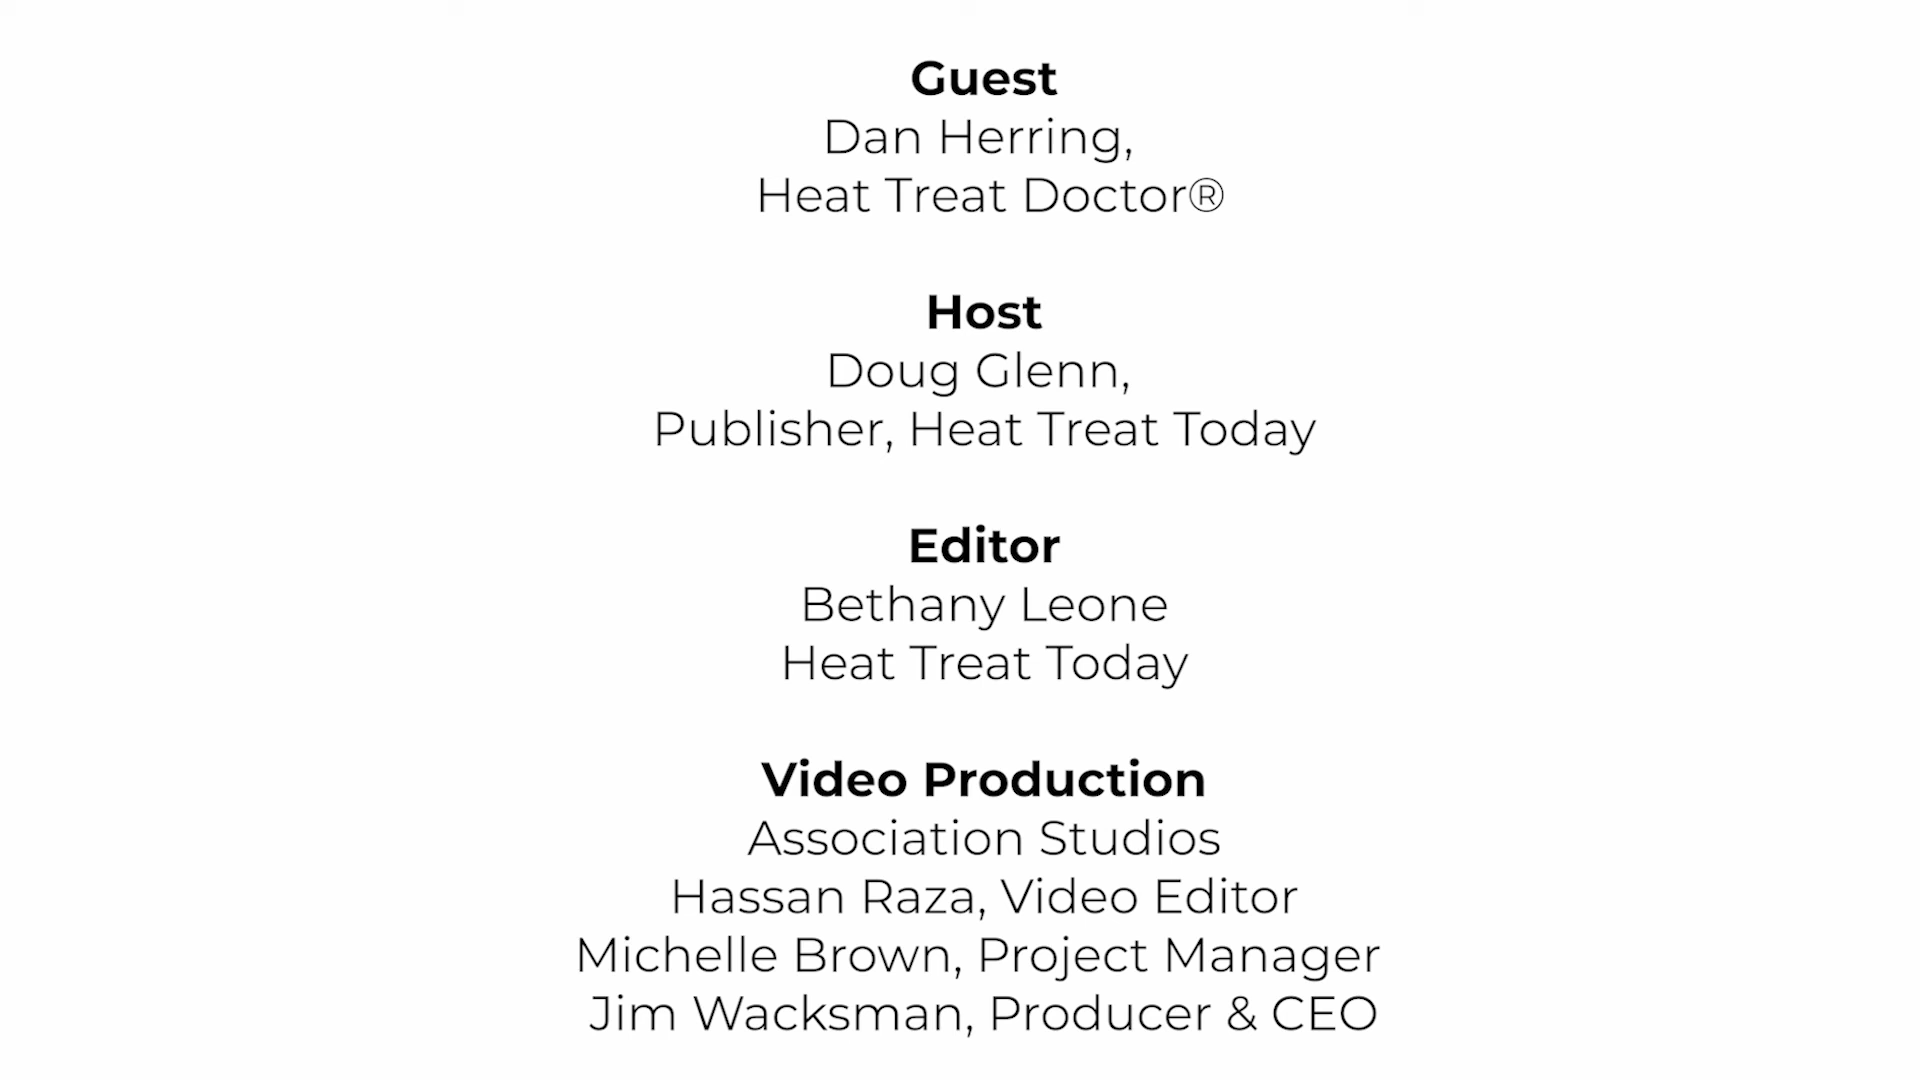 Guest
Dan Herring,
Heat Treat Doctor®
Host
Doug Glenn,
Publisher, Heat Treat Today
Editor
Bethany Leone
Heat Treat Today
Video Production
Association Studios
Hassan Raza, Video Editor
Michelle Brown, Project Manager
Jim Wacksman, Producer & CEO